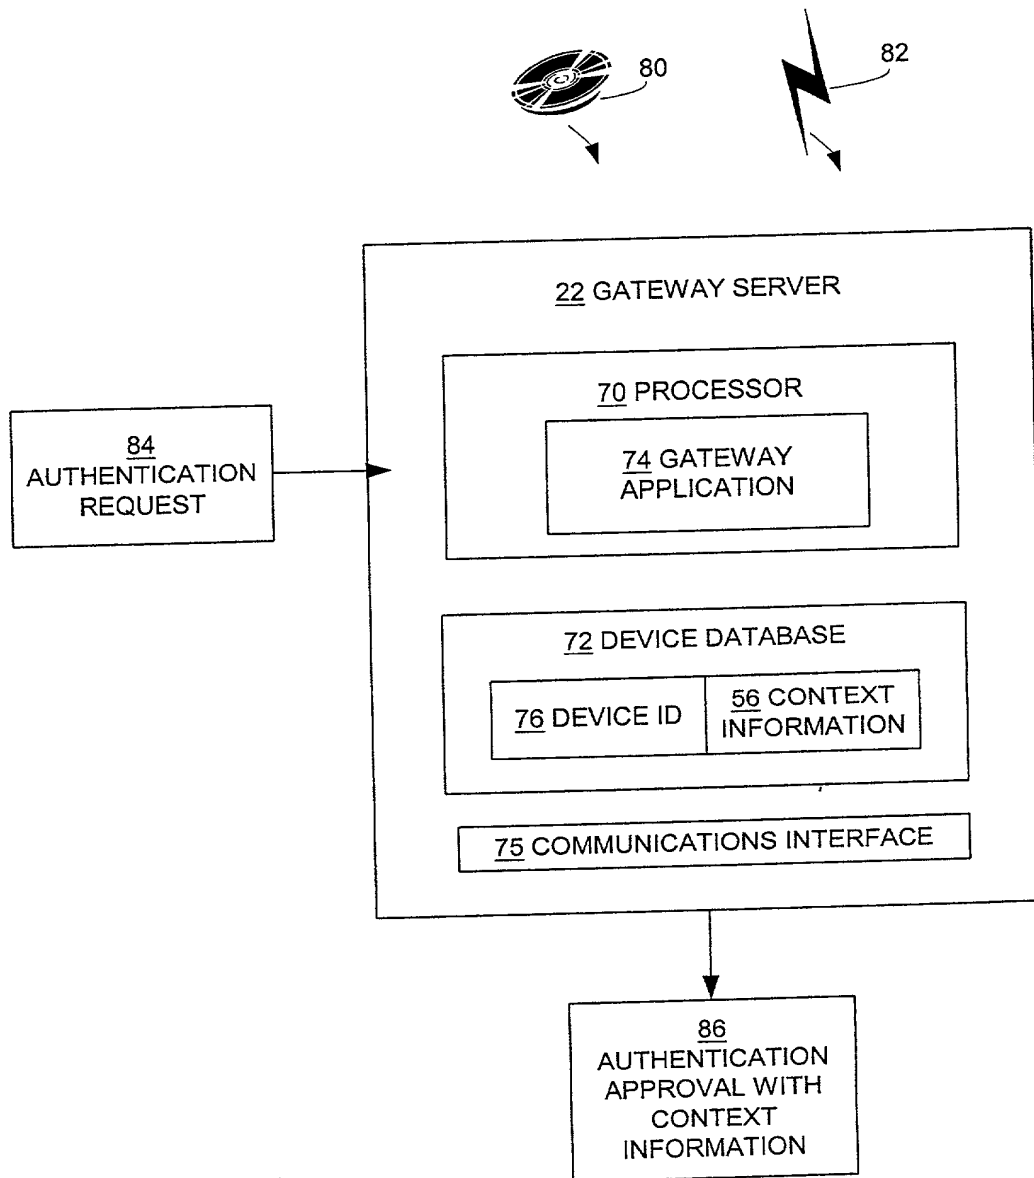 80
82
22 GATEWAY SERVER
70 PROCESSOR
74 GATEWAY
APPLICATION
84
AUTHENTICATION
REQUEST
72 DEVICE DATABASE
76 DEVICE ID
56 CONTEXT
INFORMATION
75 COMMUNICATIONS INTERFACE
86
AUTHENTICATION
APPROVAL WITH
CONTEXT
INFORMATION